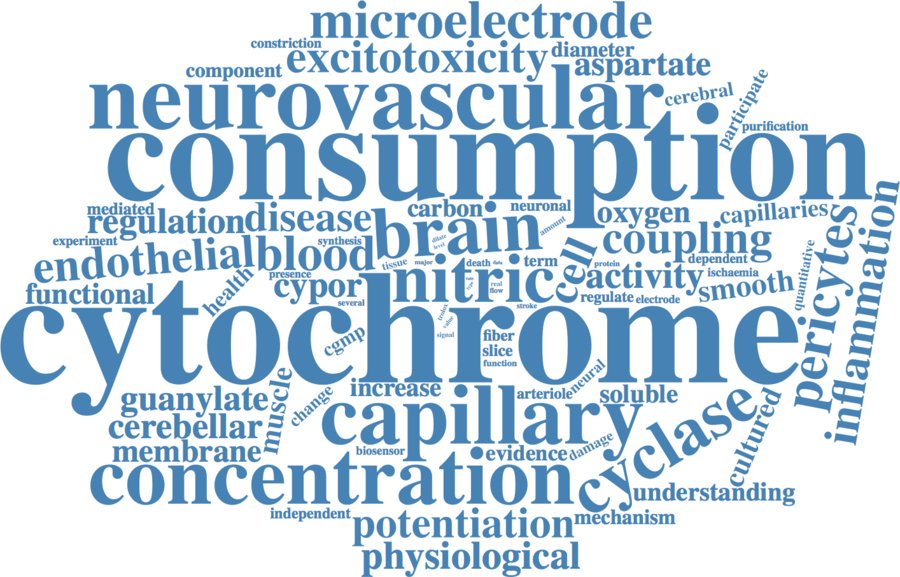 microelectrode
constriction
excitotoxicity
diameter
component
aspartate
neurovascular
cerebral
participate
consumption
purification
mediated
regulation
disease
brain
carbon
neuronal
amount
oxygen
capillaries
experiment
endothelial
blood
synthesis
dilate
level
coupling
pericytes
inflammation
functional
health
presence
cypor
tissue
major
death
data
term
nitric
cell
protein
activity
dependent
ischaemia
smooth
quantitative
several
real
flow
stroke
regulate
electrode
cytochrome
cgmp
signal
value
fiber
slice
function
guanylate
muscle
change
increase
arteriole
neural
soluble
cerebellar
capillary
cyclase
cultured
membrane
biosensor
evidence
damage
concentration
understanding
independent
potentiation
mechanism
physiological